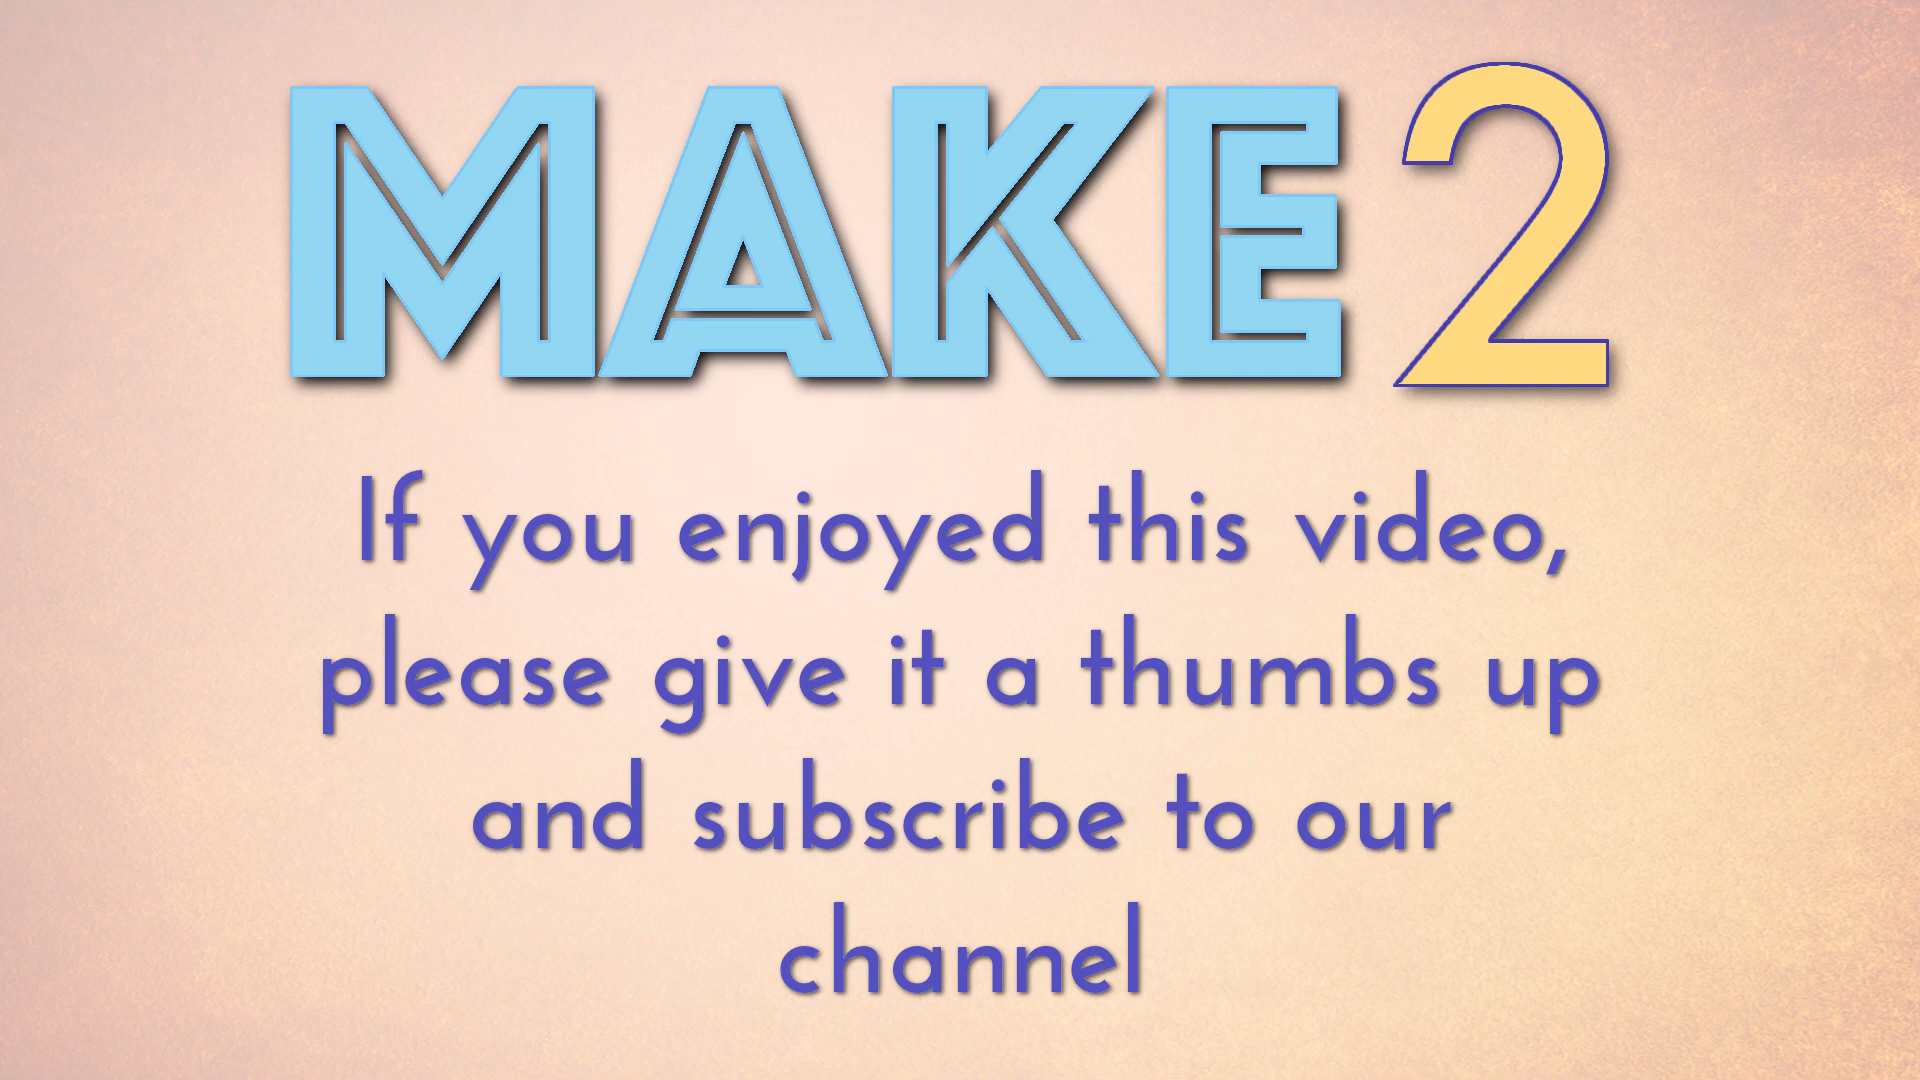 MAKE2
If you enjoyed this video,
please give it a thumbs up
and subscribe to our
channel